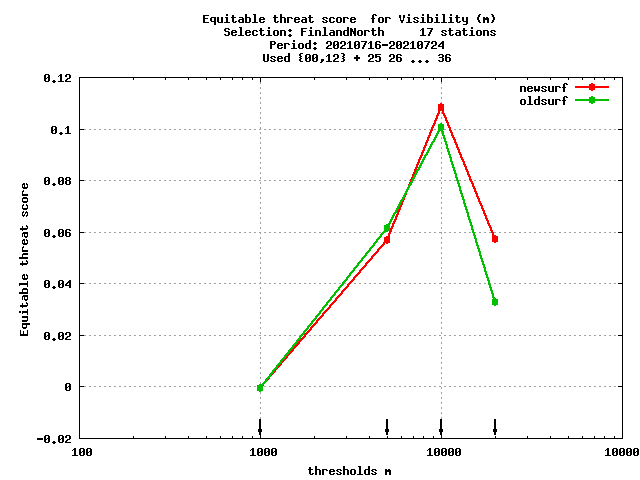 Equitable threat score  for Visibility (m)
Selection: FinlandNorth     17 stations
Period: 20210716-20210724
Used {00,12} + 25 26 ... 36
newsurf
oldsurf
Equitable threat score
0.12
0.1
0.08
0.06
0.04
0.02
0
-0.02
100
1000
10000
10000
thresholds m